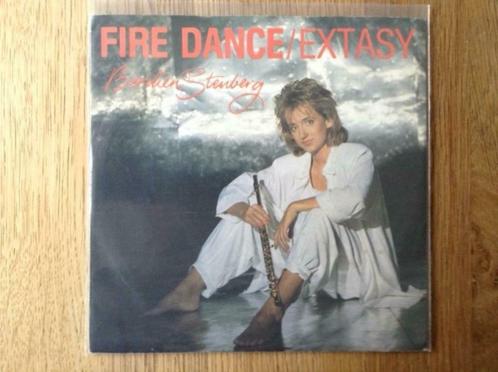 FIRE DANCE/EXTASY
Berdien Stenberg